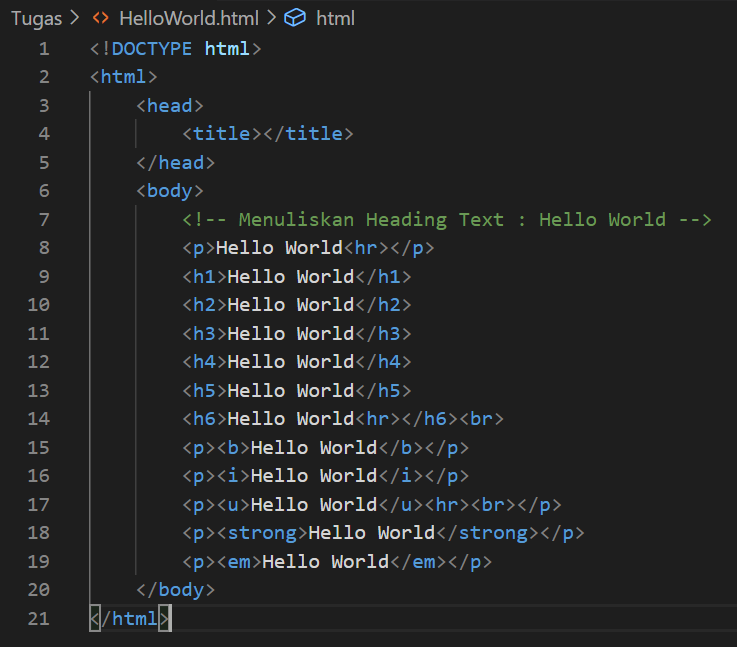 Tugas > <> HelloWorld.html > html
1 <!DOCTYPE html>
2 <html>
3 <head>
4 <title></title>
5 </head>
6 <body>
7 <!-- Menuliskan Heading Text : Hello World -->
8 <p>Hello World<hr></p>
9 <h1>Hello World</h1>
10 <h2>Hello World</h2>
11 <h3>Hello World</h3>
12 <h4>Hello World</h4>
13 <h5>Hello World</h5>
14 <h6>Hello World<hr></h6><br>
15 <p><b>Hello World</b></p>
16 <p><i>Hello World</i></p>
17 <p><u>Hello World</u><hr><br></p>
18 <p><strong>Hello World</strong></p>
19 <p><em>Hello World</em></p>
20 </body>
21 </html>